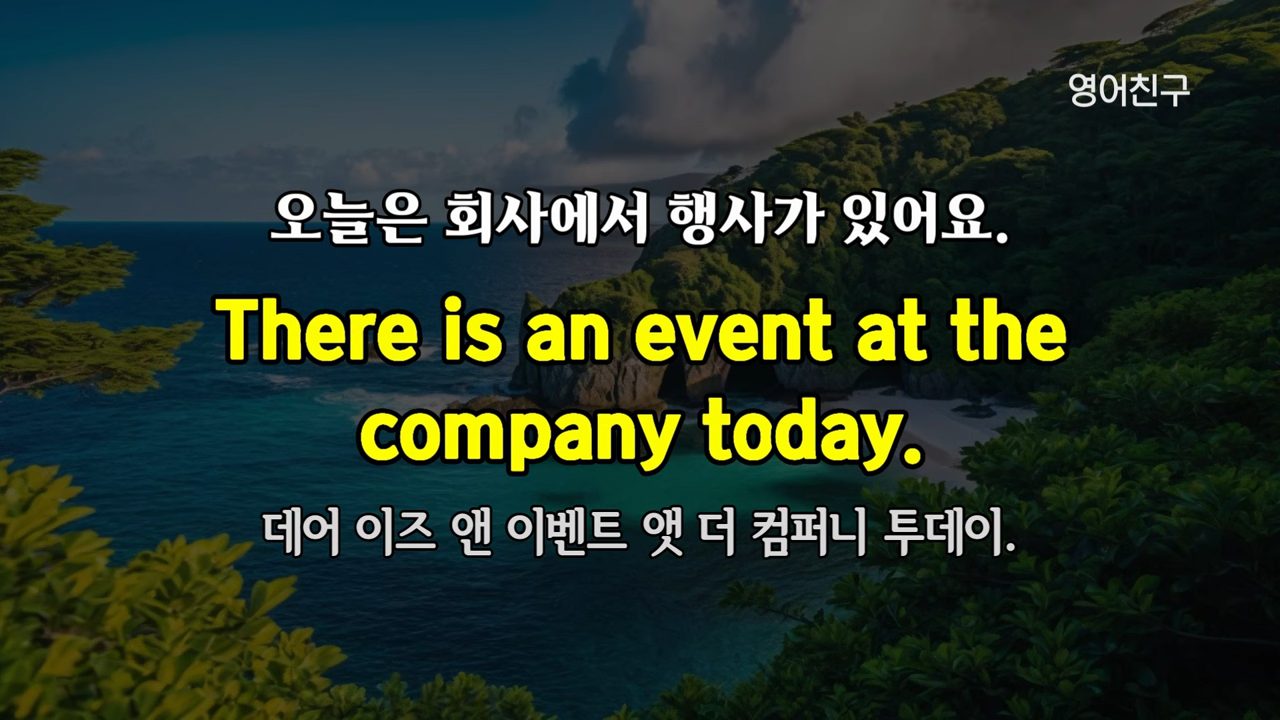 영어친구
오늘은 회사에서 행사가 있어요.
There is an event at the
company today.
데어 이즈 앤 이벤트 앳 더 컴퍼니 투데이.